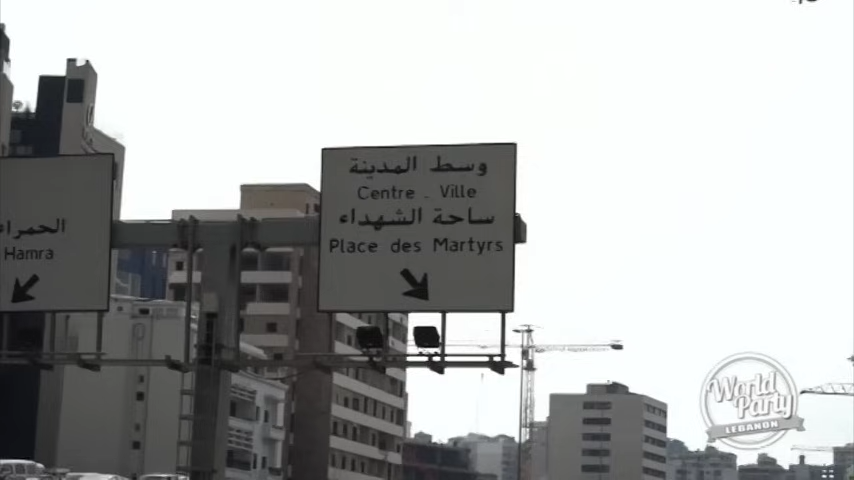 الحمراء
Hamra
وسط المدينة
Centre - Ville
ساحة الشهداء
Place des Martyrs
World
Party
LEBANON